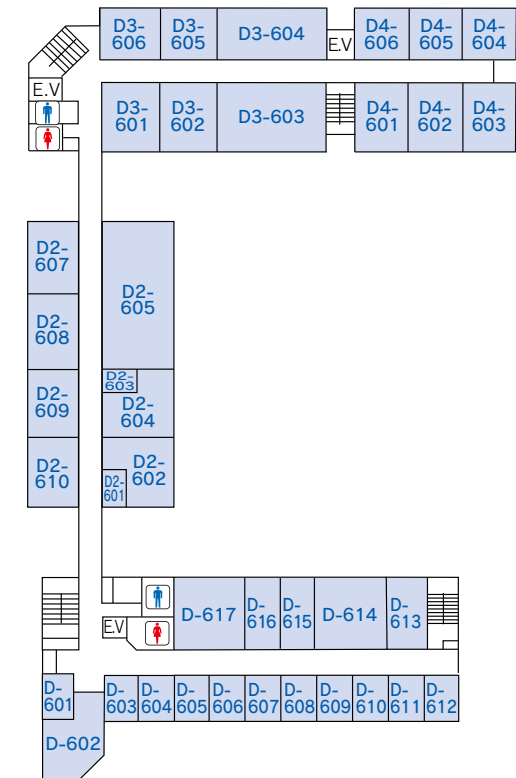 D3-
606
D3-
605
D3-604
E.V
D4-
606
D4-
605
D4-
604
E.V
D3-
601
D3-
602
D3-603
D4-
601
D4-
602
D4-
603
D2-
607
D2-
605
D2-
608
D2-
603
D2-
609
D2-
604
D2-
610
D2-
602
D2-
601
D-617
D-
616
D-
615
D-614
D-
613
E.V
D-
601
D-602
D-
603
D-
604
D-
605
D-
606
D-
607
D-
608
D-
609
D-
610
D-
611
D-
612